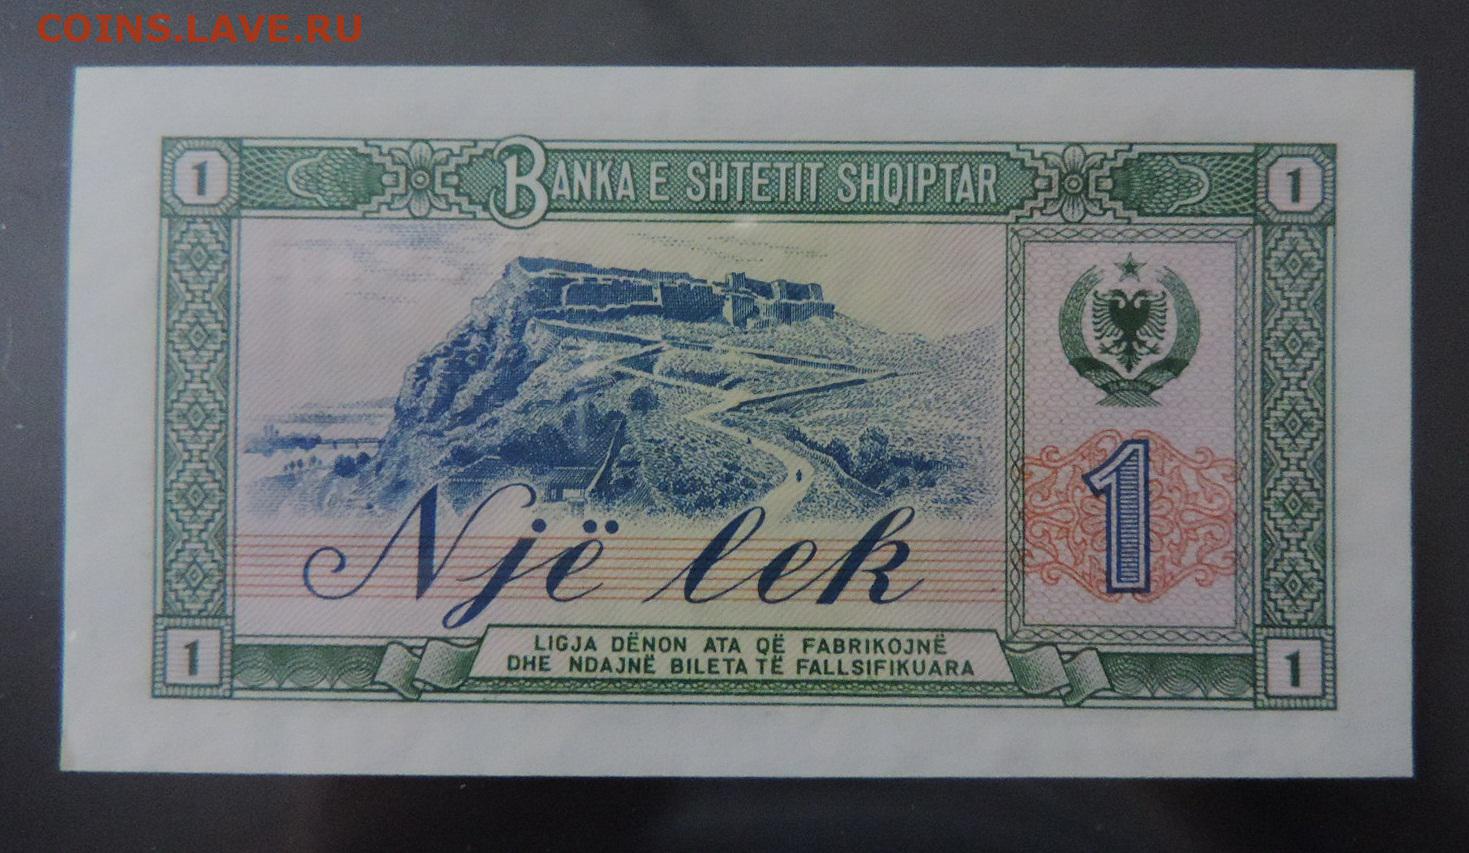 COINS.LAVE.RU
1 BANKA E SHTETIT SHQIPTAR 1
Një lek 1
LIGJA DËNON ATA QË FABRIKOJNË
DHE NDAJNË BILETA TË FALLSIFIKUARA
1 1